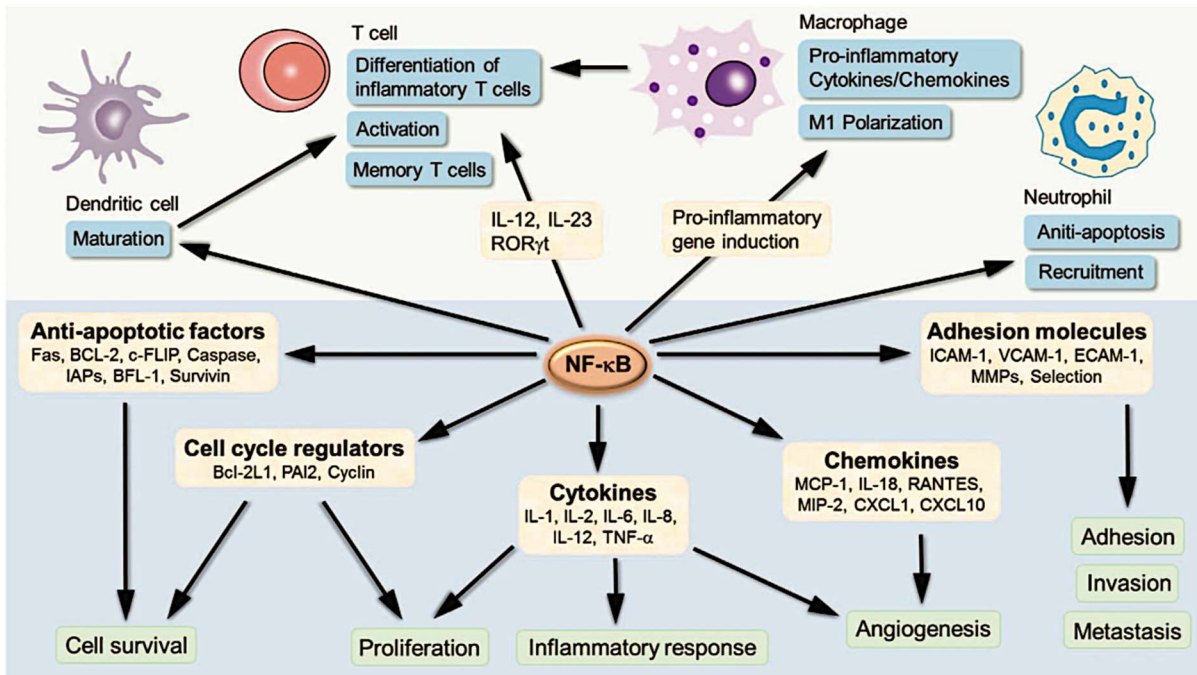 T cell
Differentiation of
inflammatory T cells
Activation
Memory T cells
Macrophage
Pro-inflammatory
Cytokines/Chemokines
M1 Polarization
Dendritic cell
Maturation
IL-12, IL-23
RORγt
Pro-inflammatory
gene induction
Neutrophil
Aniti-apoptosis
Recruitment
NF-κB
Anti-apoptotic factors
Fas, BCL-2, c-FLIP, Caspase,
IAPs, BFL-1, Survivin
Adhesion molecules
ICAM-1, VCAM-1, ECAM-1,
MMPs, Selection
Cell cycle regulators
Bcl-2L1, PAI2, Cyclin
Cytokines
IL-1, IL-2, IL-6, IL-8,
IL-12, TNF-α
Chemokines
MCP-1, IL-18, RANTES,
MIP-2, CXCL1, CXCL10
Cell survival
Proliferation
Inflammatory response
Angiogenesis
Adhesion
Invasion
Metastasis